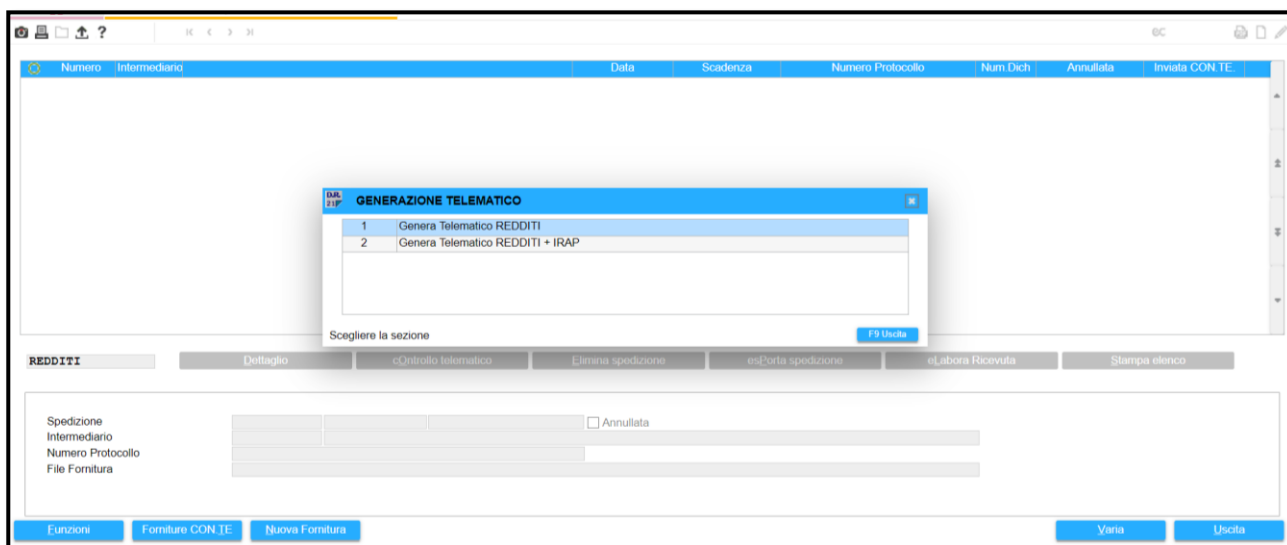 ?
0C
Numero Intermediario Data Scadenza Numero Protocollo Num.Dich Annullata Inviata CON.TE.
D.R. 21P GENERAZIONE TELEMATICO
1 Genera Telematico REDDITI
2 Genera Telematico REDDITI + IRAP
Scegliere la sezione F9 Uscita
REDDITI Dettaglio cOntrollo telematico Elimina spedizione esPorta spedizione eLabora Ricevuta Stampa elenco
Spedizione Annullata
Intermediario
Numero Protocollo
File Fornitura
Funzioni Forniture CON.TE Nuova Fornitura Varia Uscita